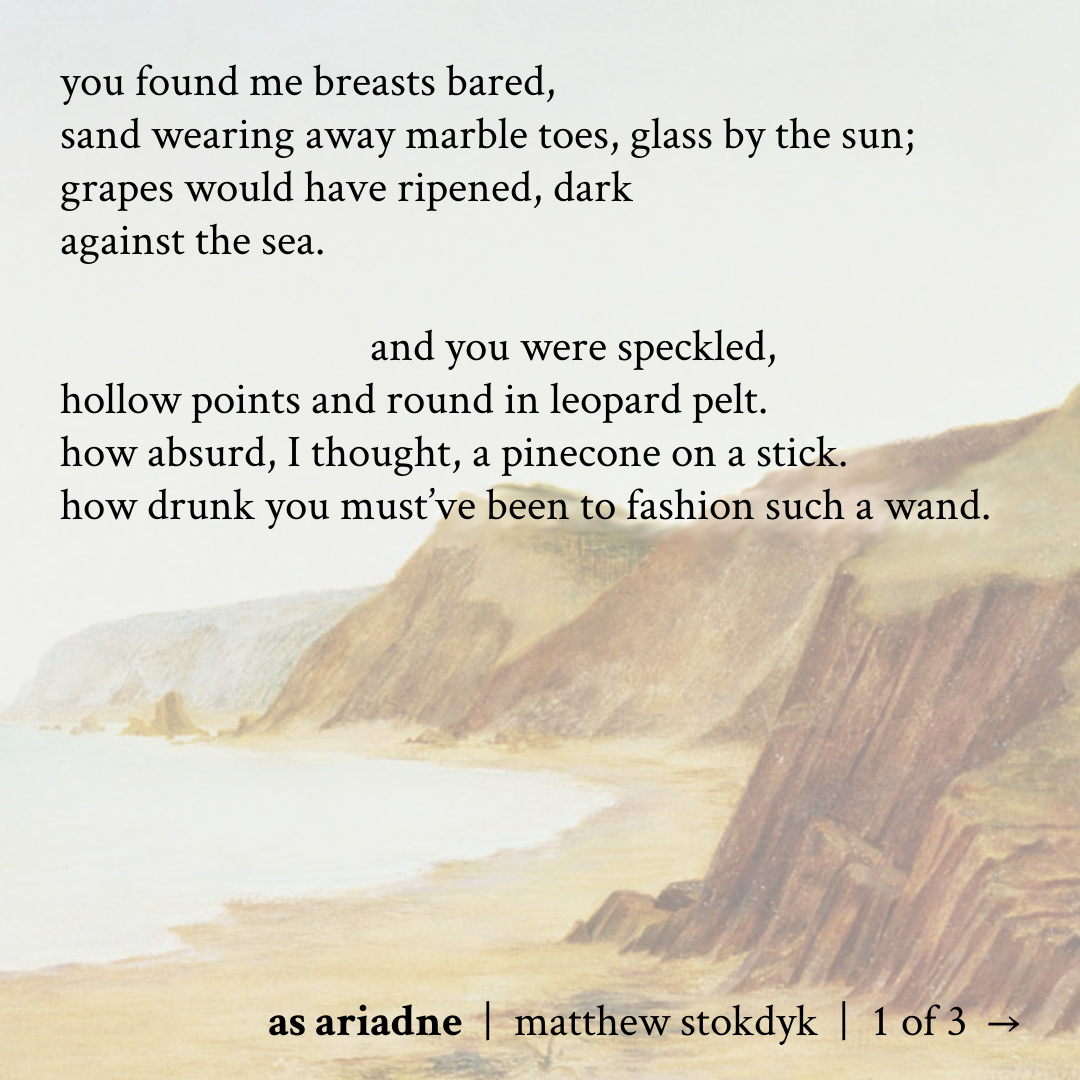 you found me breasts bared,
sand wearing away marble toes, glass by the sun;
grapes would have ripened, dark
against the sea.
and you were speckled,
hollow points and round in leopard pelt.
how absurd, I thought, a pinecone on a stick.
how drunk you must’ve been to fashion such a wand.
as ariadne | matthew stokdyk | 1 of 3 →